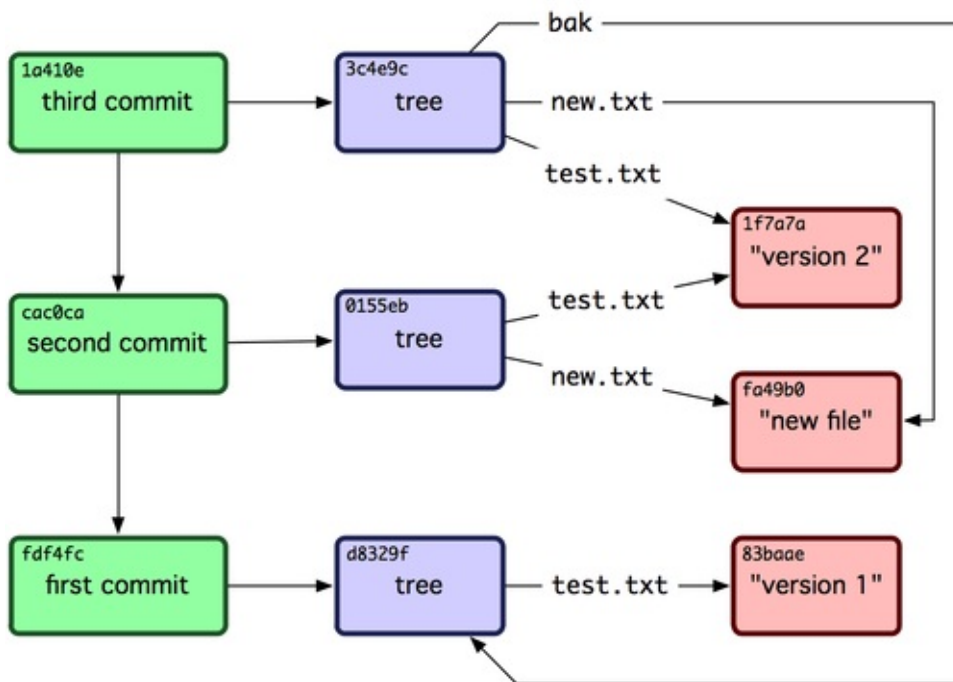 bak
1a410e
third commit
3c4e9c
tree
new.txt
test.txt
1f7a7a
"version 2"
cac0ca
second commit
0155eb
tree
test.txt
new.txt
fa49b0
"new file"
fdf4fc
first commit
d8329f
tree
test.txt
83baae
"version 1"